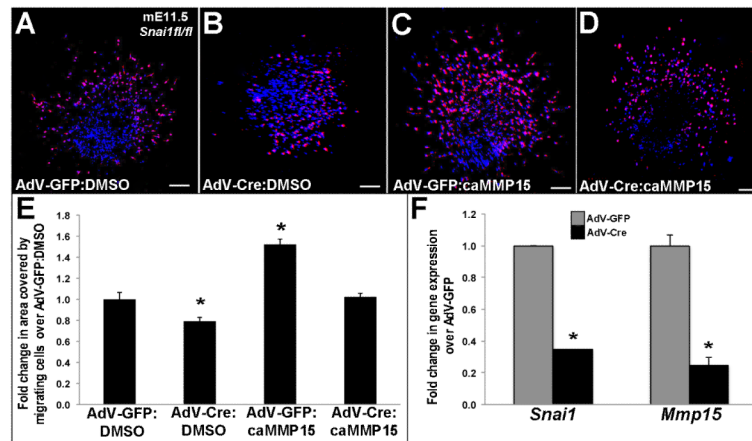 A
mE11.5
Snai1fl/fl
B
C
D
AdV-GFP:DMSO
AdV-Cre:DMSO
AdV-GFP:caMMP15
AdV-Cre:caMMP15
E
Fold change in area covered by
migrating cells over AdV-GFP:DMSO
1.8
1.6
1.4
1.2
1.0
0.8
0.6
0.4
0.2
0.0
*
*
AdV-GFP:
DMSO
AdV-Cre:
DMSO
AdV-GFP:
caMMP15
AdV-Cre:
caMMP15
F
AdV-GFP
AdV-Cre
Fold change in gene expression
over AdV-GFP
1.2
1.0
0.8
0.6
0.4
0.2
0.0
*
*
Snai1
Mmp15